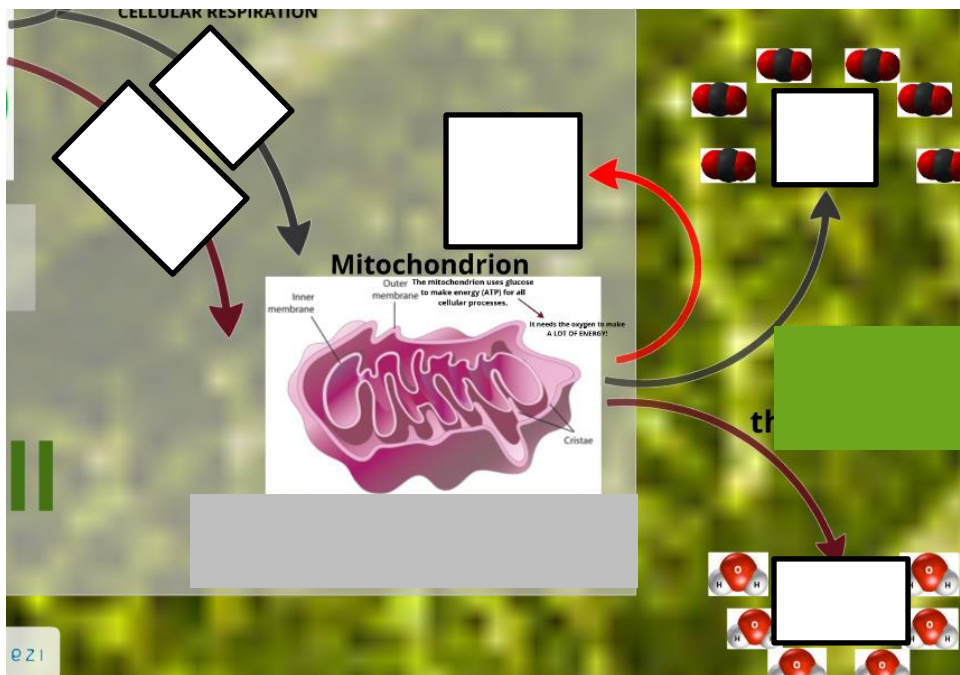 CELLULAR RESPIRATION
Mitochondrion
Outer
membrane
The mitochondrion uses glucose
to make energy (ATP) for all
cellular processes.
Inner
membrane
It needs the oxygen to make
A LOT OF ENERGY!
Cristae
th
O
H H
O
H
O
H
O
H
O
O
ezi